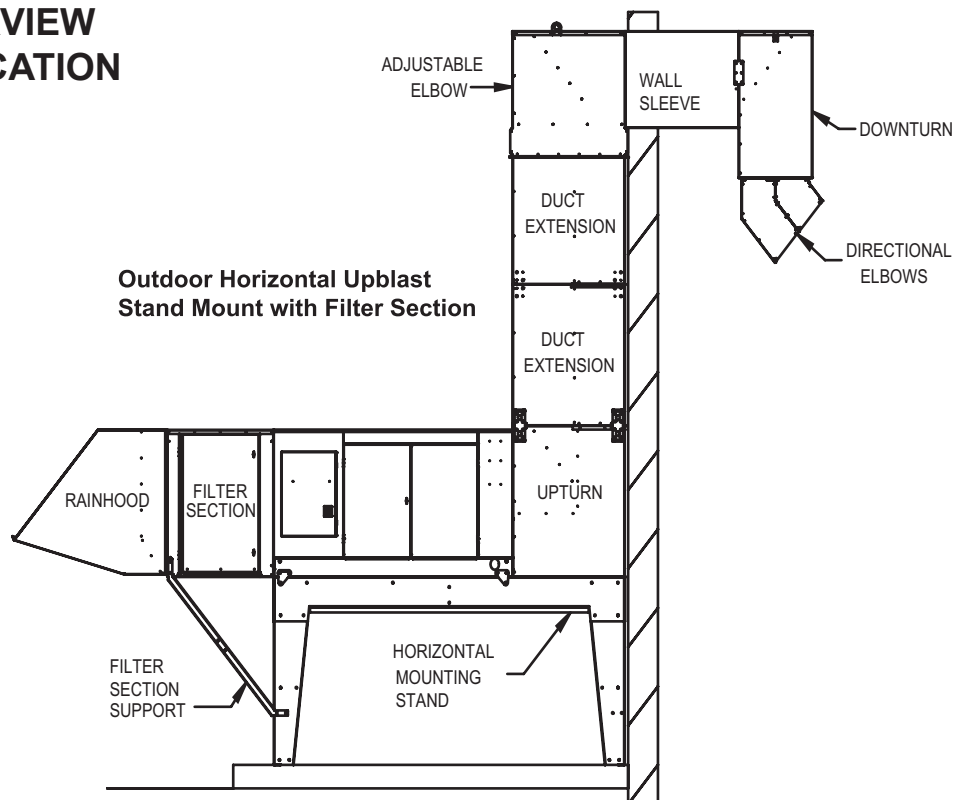 VIEW
CATION
ADJUSTABLE
ELBOW
WALL
SLEEVE
DOWNTURN
DIRECTIONAL
ELBOWS
DUCT
EXTENSION
Outdoor Horizontal Upblast
Stand Mount with Filter Section
DUCT
EXTENSION
RAINHOOD
FILTER
SECTION
UPTURN
HORIZONTAL
MOUNTING
STAND
FILTER
SECTION
SUPPORT